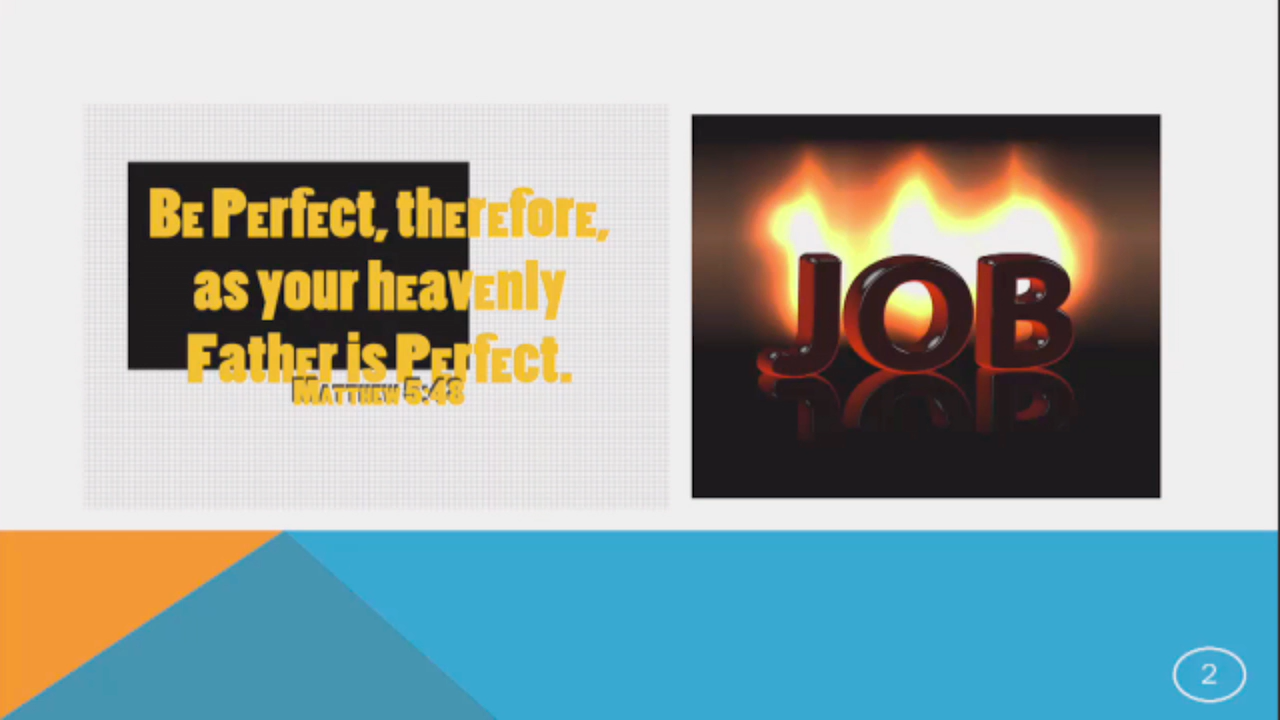 Be Perfect, therefore,
as your heavenly
Father is Perfect.
Matthew 5:48
JOB
2